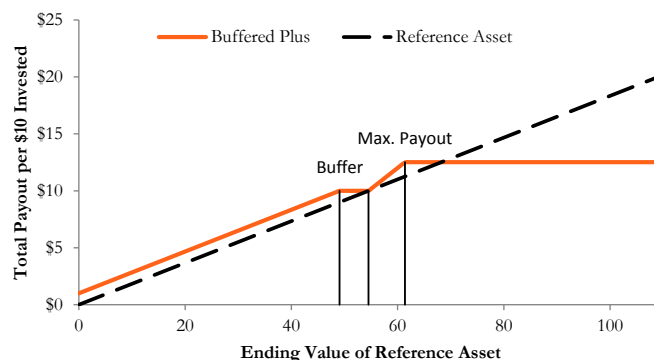 $25
Buffered Plus
Reference Asset
$20
$15
Max. Payout
Buffer
$10
$5
$0
Total Payout per $10 Invested
0 20 40 60 80 100
Ending Value of Reference Asset